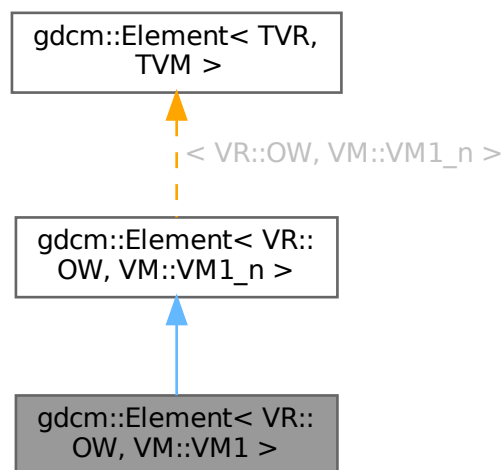 gdcm::Element< TVR,
TVM >
< VR::OW, VM::VM1_n >
gdcm::Element< VR::
OW, VM::VM1_n >
gdcm::Element< VR::
OW, VM::VM1 >